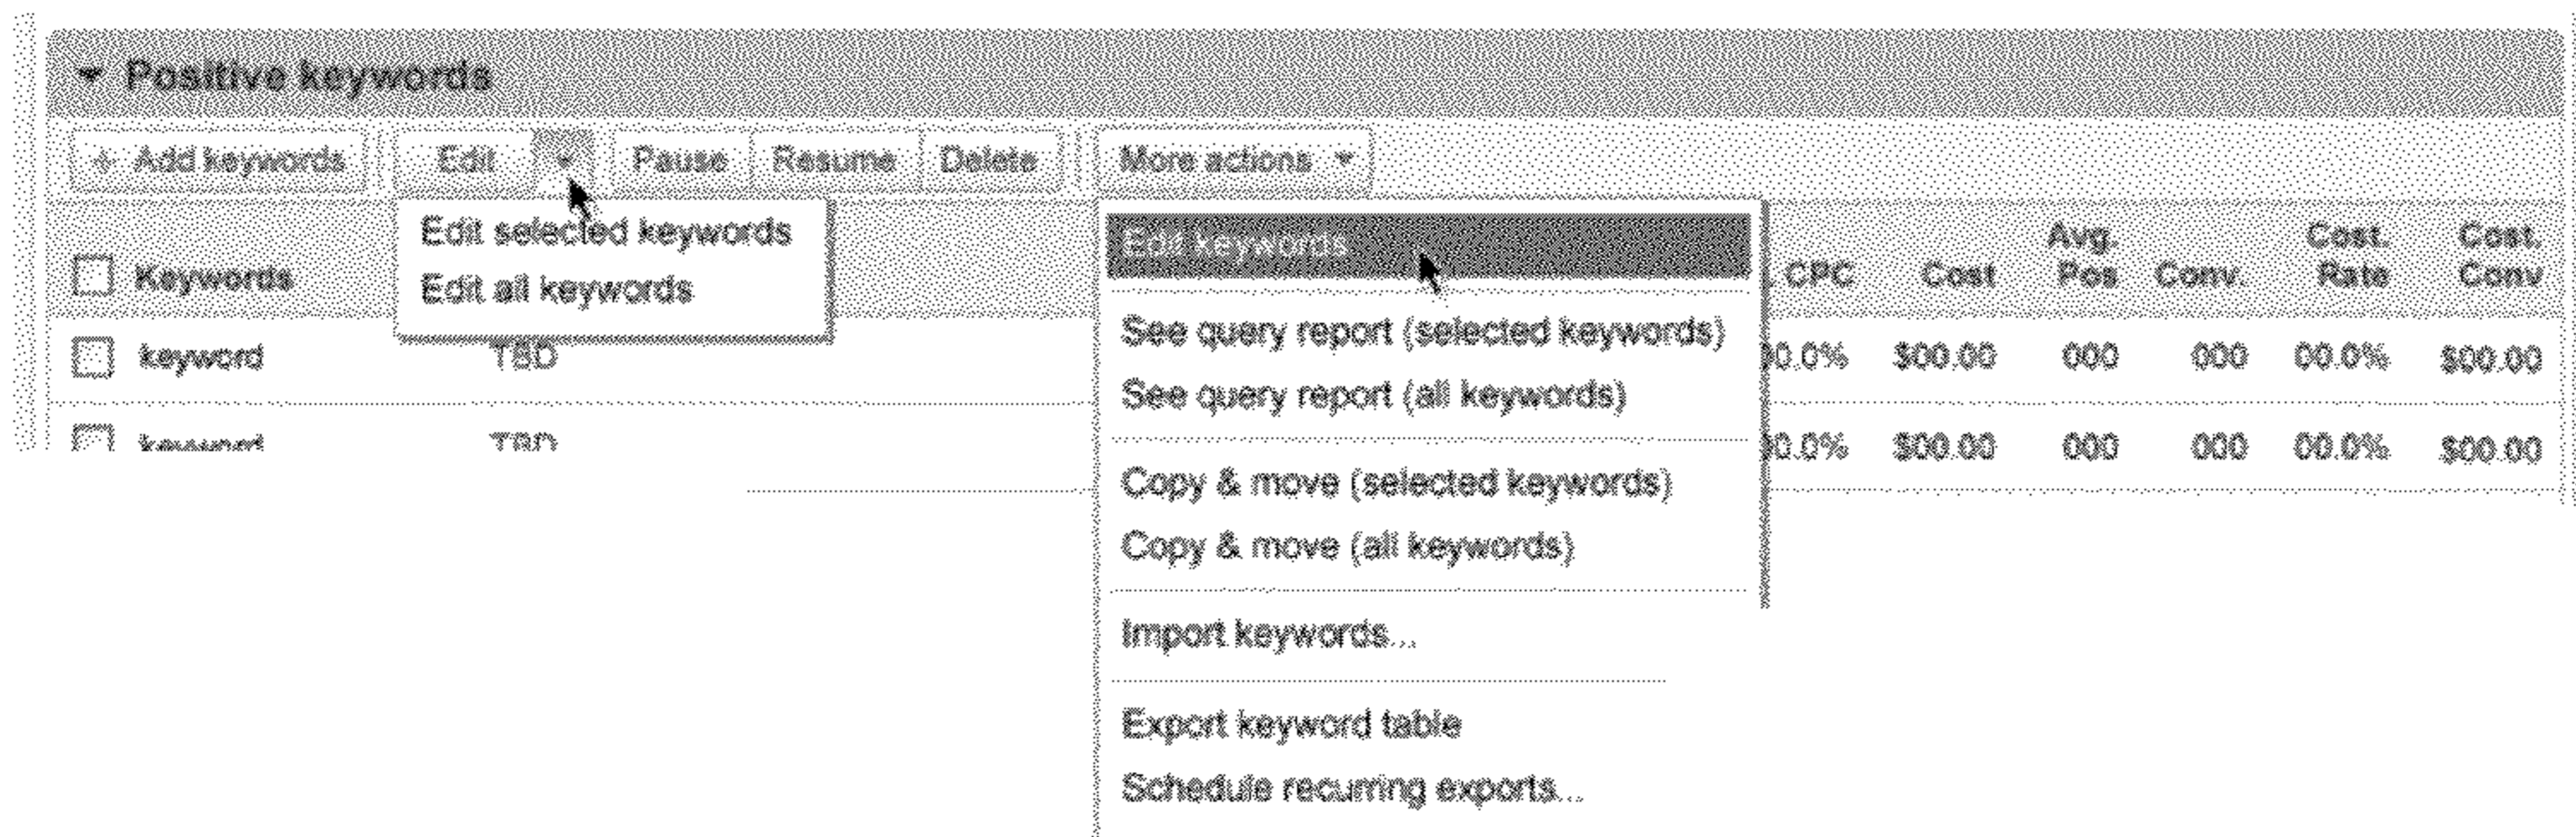 Positive keywords
+ Add keywords Edit Pause Resume Delete More actions
Edit selected keywords
Edit all keywords
Edit keywords
See query report (selected keywords)
See query report (all keywords)
Copy & move (selected keywords)
Copy & move (all keywords)
Import keywords...
Export keyword table
Schedule recurring exports...
Keywords . CPC Cost Avg. Pos Conv. Cost. Rate Cost. Conv
keyword TBD 00.0% $00.00 000 000 00.0% $00.00
keyword TBD 00.0% $00.00 000 000 00.0% $00.00